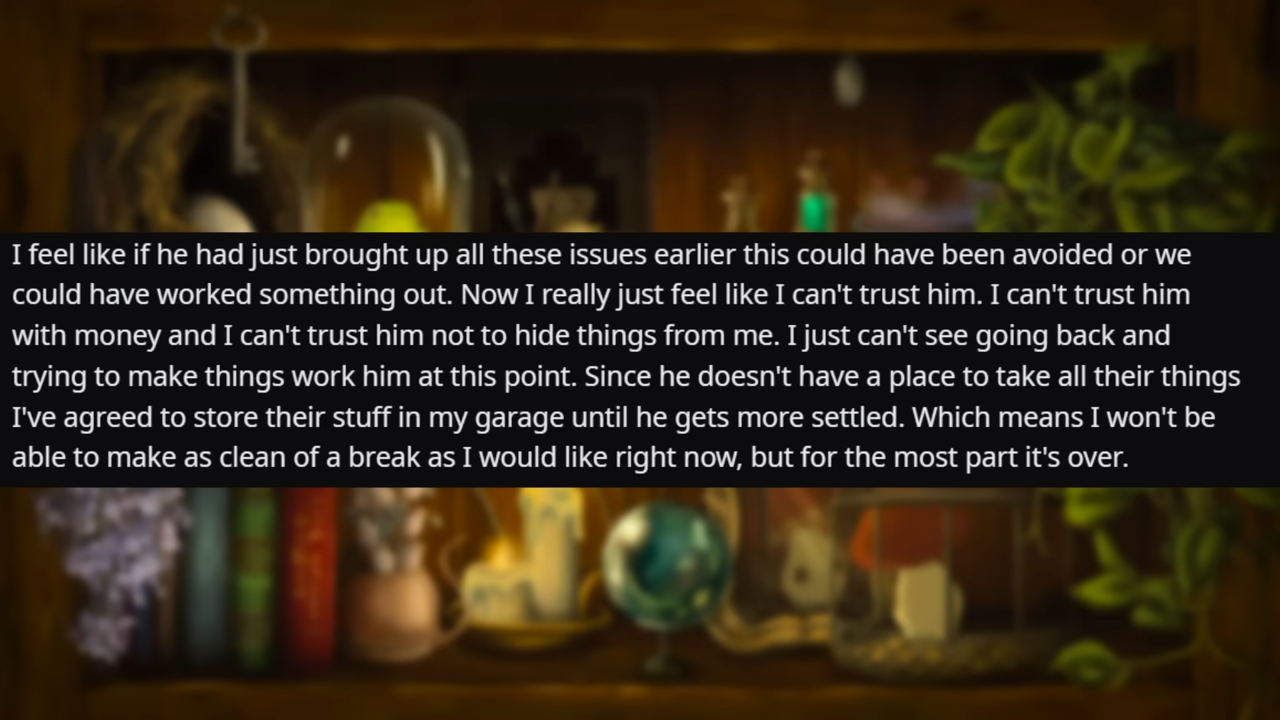 I feel like if he had just brought up all these issues earlier this could have been avoided or we
could have worked something out. Now I really just feel like I can't trust him. I can't trust him
with money and I can't trust him not to hide things from me. I just can't see going back and
trying to make things work him at this point. Since he doesn't have a place to take all their things
I've agreed to store their stuff in my garage until he gets more settled. Which means I won't be
able to make as clean of a break as I would like right now, but for the most part it's over.